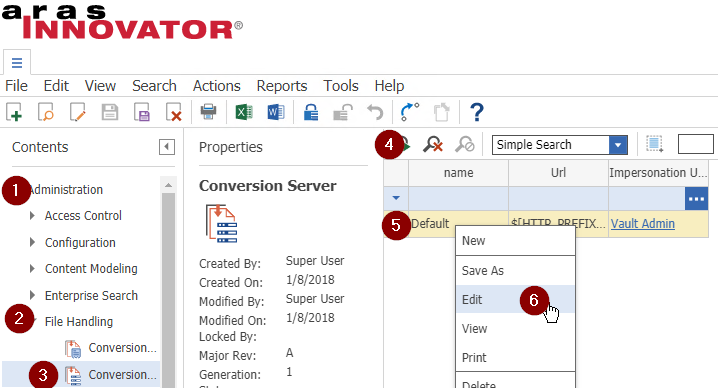 aras
INNOVATOR®
File Edit View Search Actions Reports Tools Help
Contents
1 Administration
Access Control
Configuration
Content Modeling
Enterprise Search
2 File Handling
Conversion...
3 Conversion...
Properties
Conversion Server
Created By: Super User
Created On: 1/8/2018
Modified By: Super User
Modified On: 1/8/2018
Locked By:
Major Rev: A
Generation: 1
4 Simple Search
name Url Impersonation U...
5 Default $[HTTP_PREFIX... Vault Admin
New
Save As
Edit 6
View
Print
Delete